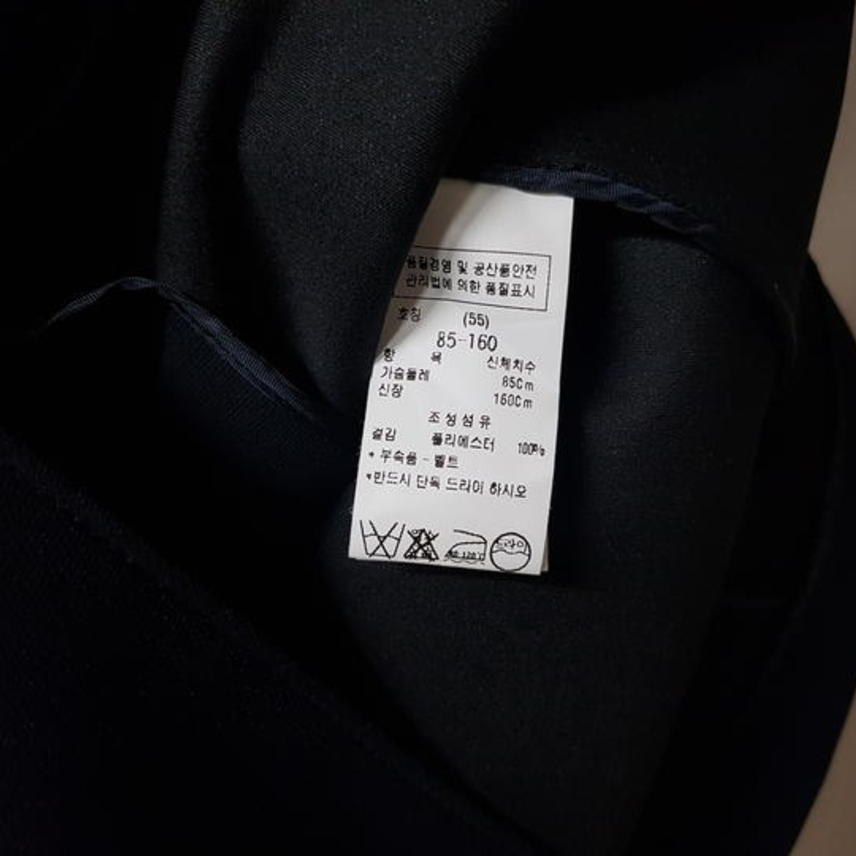 품질경영 및 공산품안전
관리법에 의한 품질표시
호칭 (55)
85-160
항 목 신체치수
가슴둘레 85Cm
신장 160Cm
조성섬유
겉감 폴리에스터 100%
* 부속품 - 벨트
*반드시 단독 드라이 하시오
드라이